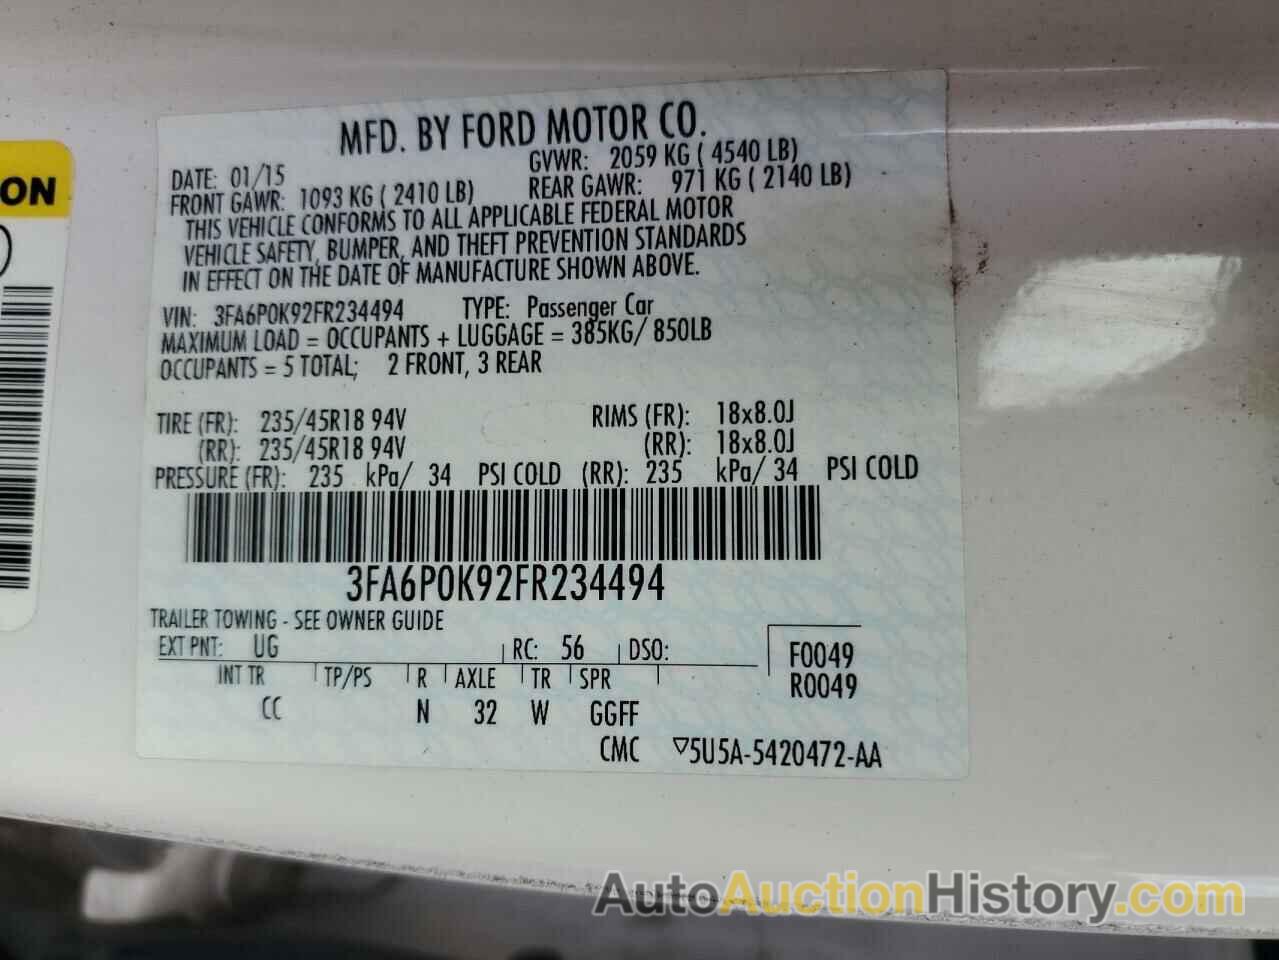 MFD. BY FORD MOTOR CO.
DATE: 01/15 GVWR: 2059 KG ( 4540 LB)
FRONT GAWR: 1093 KG ( 2410 LB) REAR GAWR: 971 KG ( 2140 LB)
THIS VEHICLE CONFORMS TO ALL APPLICABLE FEDERAL MOTOR
VEHICLE SAFETY, BUMPER, AND THEFT PREVENTION STANDARDS
IN EFFECT ON THE DATE OF MANUFACTURE SHOWN ABOVE.
VIN: 3FA6P0K92FR234494 TYPE: Passenger Car
MAXIMUM LOAD = OCCUPANTS + LUGGAGE = 385KG/ 850LB
OCCUPANTS = 5 TOTAL; 2 FRONT, 3 REAR
TIRE (FR): 235/45R18 94V RIMS (FR): 18x8.0J
(RR): 235/45R18 94V (RR): 18x8.0J
PRESSURE (FR): 235 kPa/ 34 PSI COLD (RR): 235 kPa/ 34 PSI COLD
3FA6P0K92FR234494
TRAILER TOWING - SEE OWNER GUIDE
EXT PNT: UG RC: 56 DSO: F0049
R0049
INT TR TP/PS R AXLE TR SPR
CC N 32 W GGFF
CMC ▽5U5A-5420472-AA
ON
AutoAuctionHistory.com